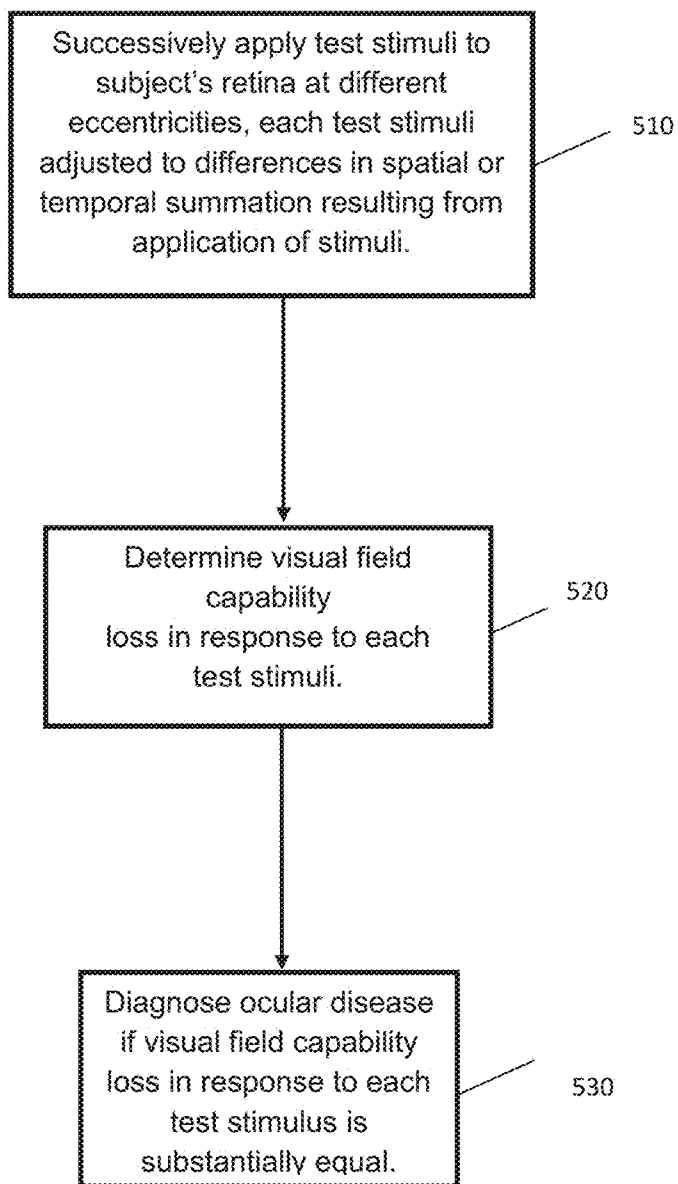 Successively apply test stimuli to
subject's retina at different
eccentricities, each test stimuli
adjusted to differences in spatial or
temporal summation resulting from
application of stimuli.
510
Determine visual field
capability
loss in response to each
test stimuli.
520
Diagnose ocular disease
if visual field capability
loss in response to each
test stimulus is
substantially equal.
530